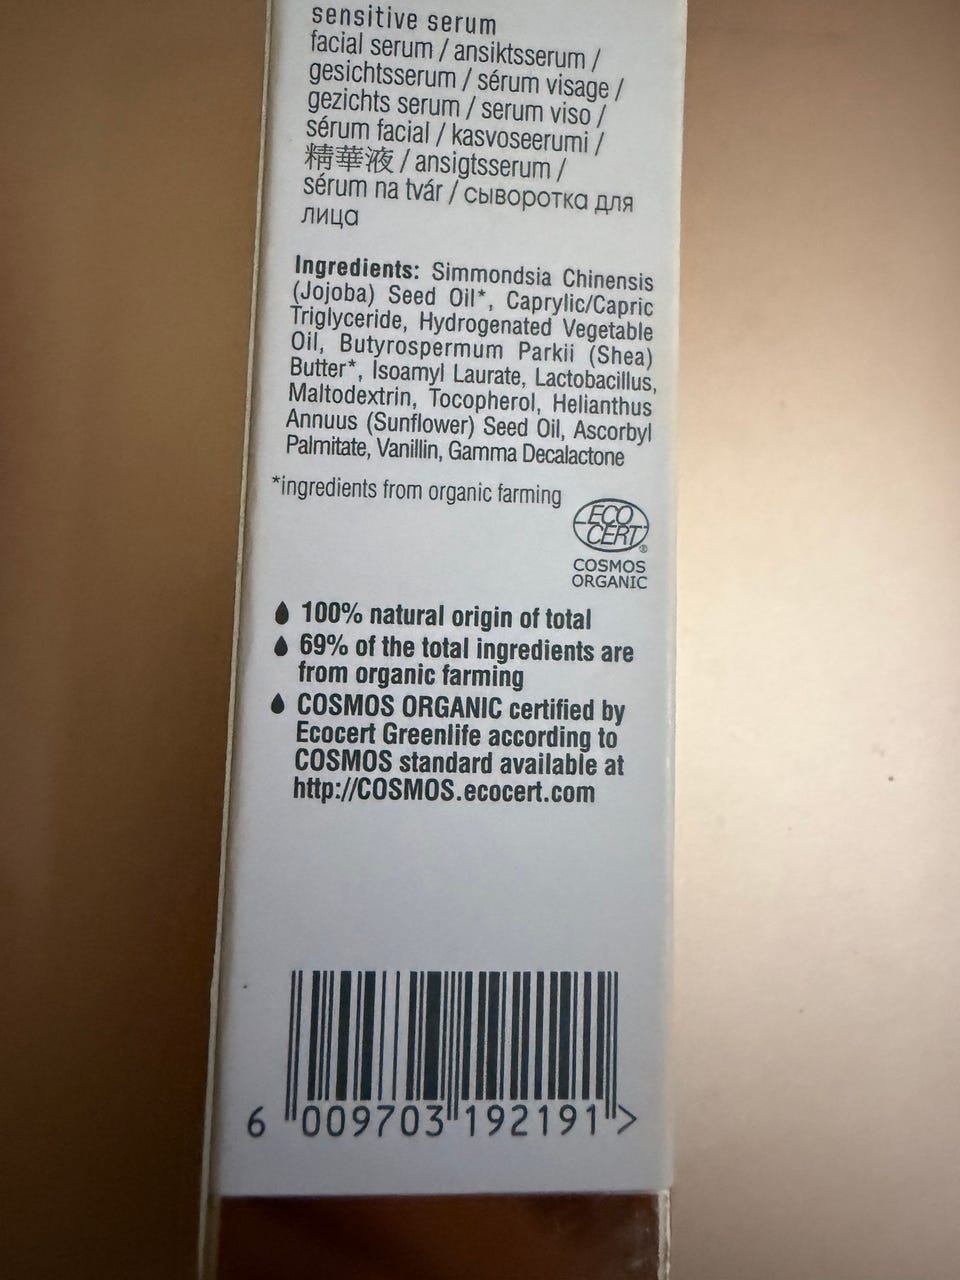 sensitive serum
facial serum / ansiktsserum /
gesichtsserum / sérum visage /
gezichts serum / serum viso /
sérum facial / kasvoseerumi /
精華液 / ansigtsserum /
sérum na tvár / сыворотка для
лица
Ingredients: Simmondsia Chinensis
(Jojoba) Seed Oil*, Caprylic/Capric
Triglyceride, Hydrogenated Vegetable
Oil, Butyrospermum Parkii (Shea)
Butter*, Isoamyl Laurate, Lactobacillus,
Maltodextrin, Tocopherol, Helianthus
Annuus (Sunflower) Seed Oil, Ascorbyl
Palmitate, Vanillin, Gamma Decalactone
*ingredients from organic farming
ECO
CERT®
COSMOS
ORGANIC
100% natural origin of total
69% of the total ingredients are
from organic farming
COSMOS ORGANIC certified by
Ecocert Greenlife according to
COSMOS standard available at
http://COSMOS.ecocert.com
6 009703 192191 >